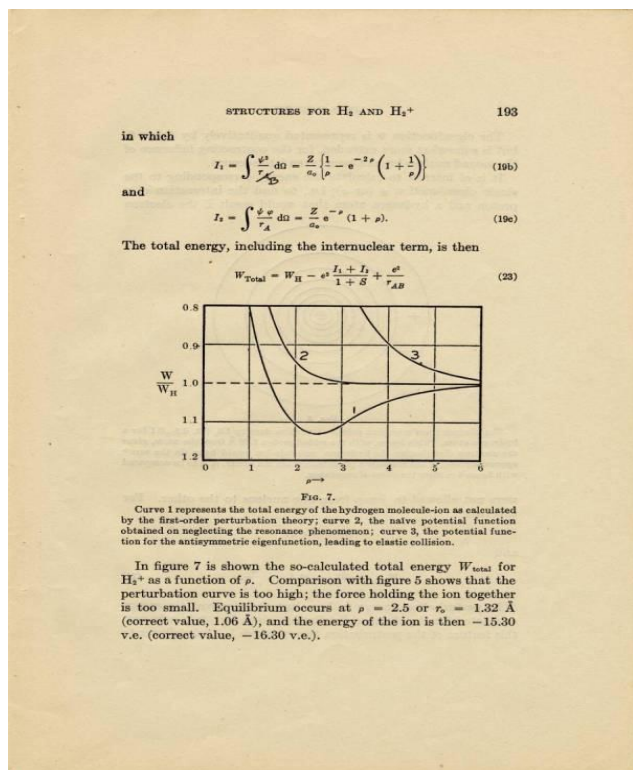 STRUCTURES FOR H₂ AND H₂⁺ 193
in which
I₁ = ∫ ψ²/r_B dΩ = Z/a₀ {1/ρ − e^(−2ρ) (1 + 1/ρ)} (19b)
and
I₂ = ∫ ψ φ/r_A dΩ = Z/a₀ e^(−ρ) (1 + ρ). (19c)
The total energy, including the internuclear term, is then
W_Total = W_H − e² (I₁ + I₂)/(1 + S) + e²/r_AB (23)
0.8
0.9
W/W_H 1.0
1.1
1.2
2
3
1
0 1 2 3 4 5 6
ρ→
FIG. 7.
Curve 1 represents the total energy of the hydrogen molecule-ion as calculated
by the first-order perturbation theory; curve 2, the naïve potential function
obtained on neglecting the resonance phenomenon; curve 3, the potential func-
tion for the antisymmetric eigenfunction, leading to elastic collision.
In figure 7 is shown the so-calculated total energy W_total for
H₂⁺ as a function of ρ. Comparison with figure 5 shows that the
perturbation curve is too high; the force holding the ion together
is too small. Equilibrium occurs at ρ = 2.5 or r₀ = 1.32 Å
(correct value, 1.06 Å), and the energy of the ion is then −15.30
v.e. (correct value, −16.30 v.e.).